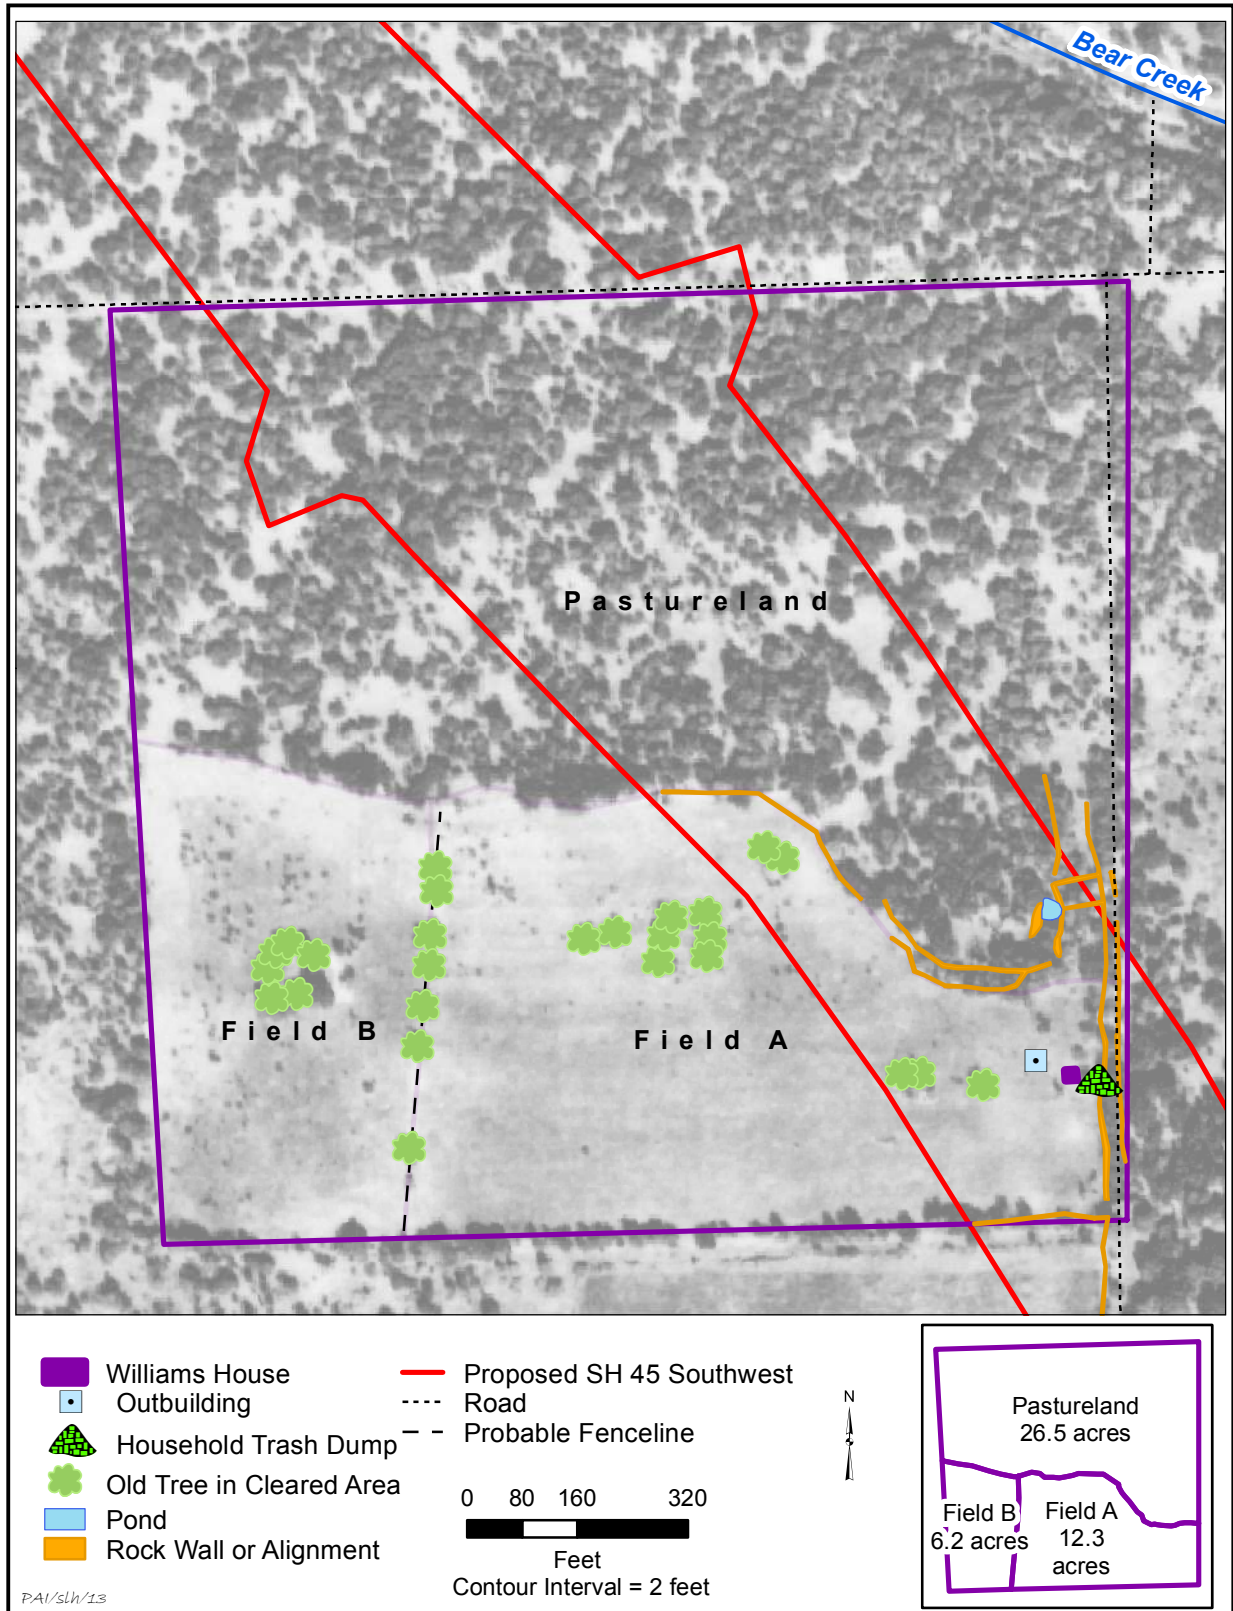 Bear Creek
Pastureland
Field B
Field A
Williams House
Outbuilding
Household Trash Dump
Old Tree in Cleared Area
Pond
Rock Wall or Alignment
Proposed SH 45 Southwest
Road
Probable Fenceline
0 80 160 320
Feet
Contour Interval = 2 feet
N
Pastureland
26.5 acres
Field B
6.2 acres
Field A
12.3
acres
PAI/slh/13